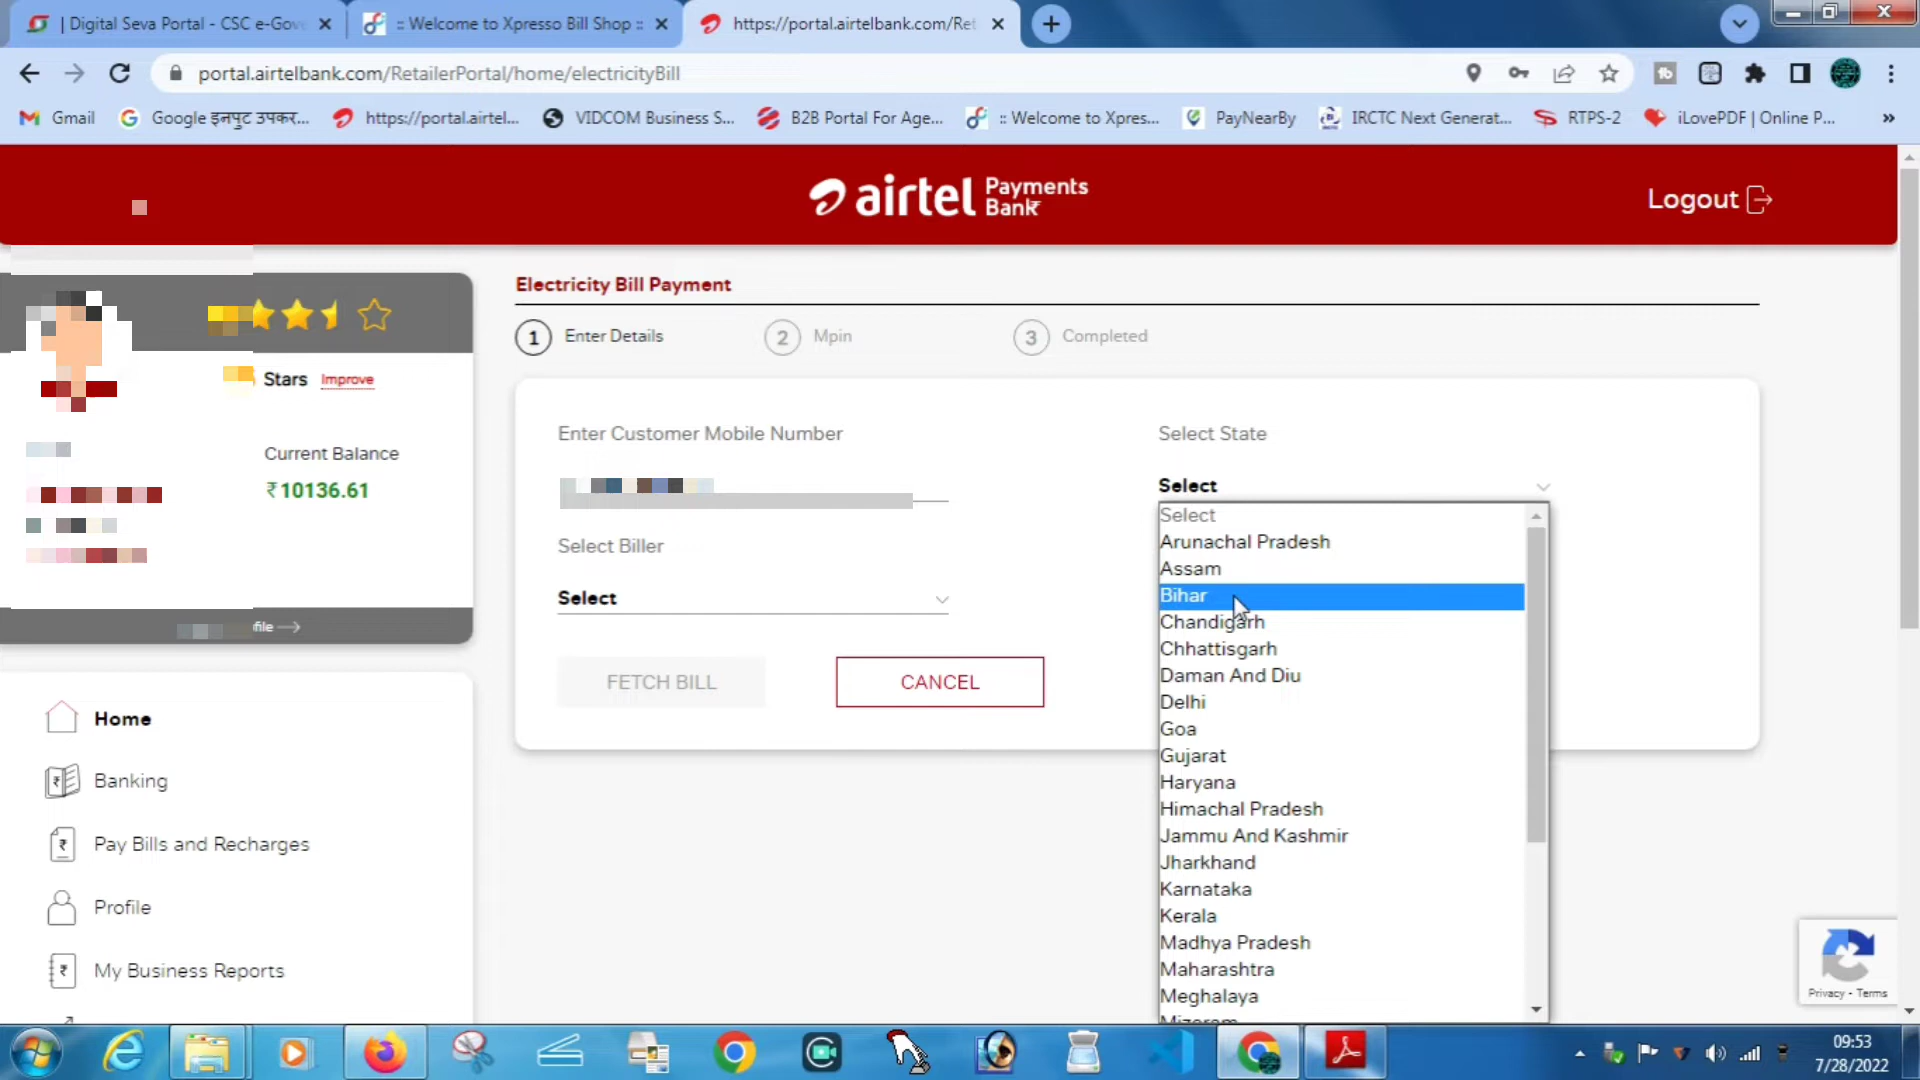 | Digital Seva Portal - CSC e-Gov
:: Welcome to Xpresso Bill Shop ::
https://portal.airtelbank.com/Ret
portal.airtelbank.com/RetailerPortal/home/electricityBill
Gmail
Google इनपुट उपकर...
https://portal.airtel...
VIDCOM Business S...
B2B Portal For Age...
:: Welcome to Xpres...
PayNearBy
IRCTC Next Generat...
RTPS-2
iLovePDF | Online P...
»
airtel Payments Bank
Logout
Stars Improve
Current Balance
₹10136.61
file
Home
Banking
Pay Bills and Recharges
Profile
My Business Reports
Electricity Bill Payment
1 Enter Details
2 Mpin
3 Completed
Enter Customer Mobile Number
Select Biller
Select
FETCH BILL
CANCEL
Select State
Select
Select
Arunachal Pradesh
Assam
Bihar
Chandigarh
Chhattisgarh
Daman And Diu
Delhi
Goa
Gujarat
Haryana
Himachal Pradesh
Jammu And Kashmir
Jharkhand
Karnataka
Kerala
Madhya Pradesh
Maharashtra
Meghalaya
Mizoram
Privacy - Terms
09:53
7/28/2022